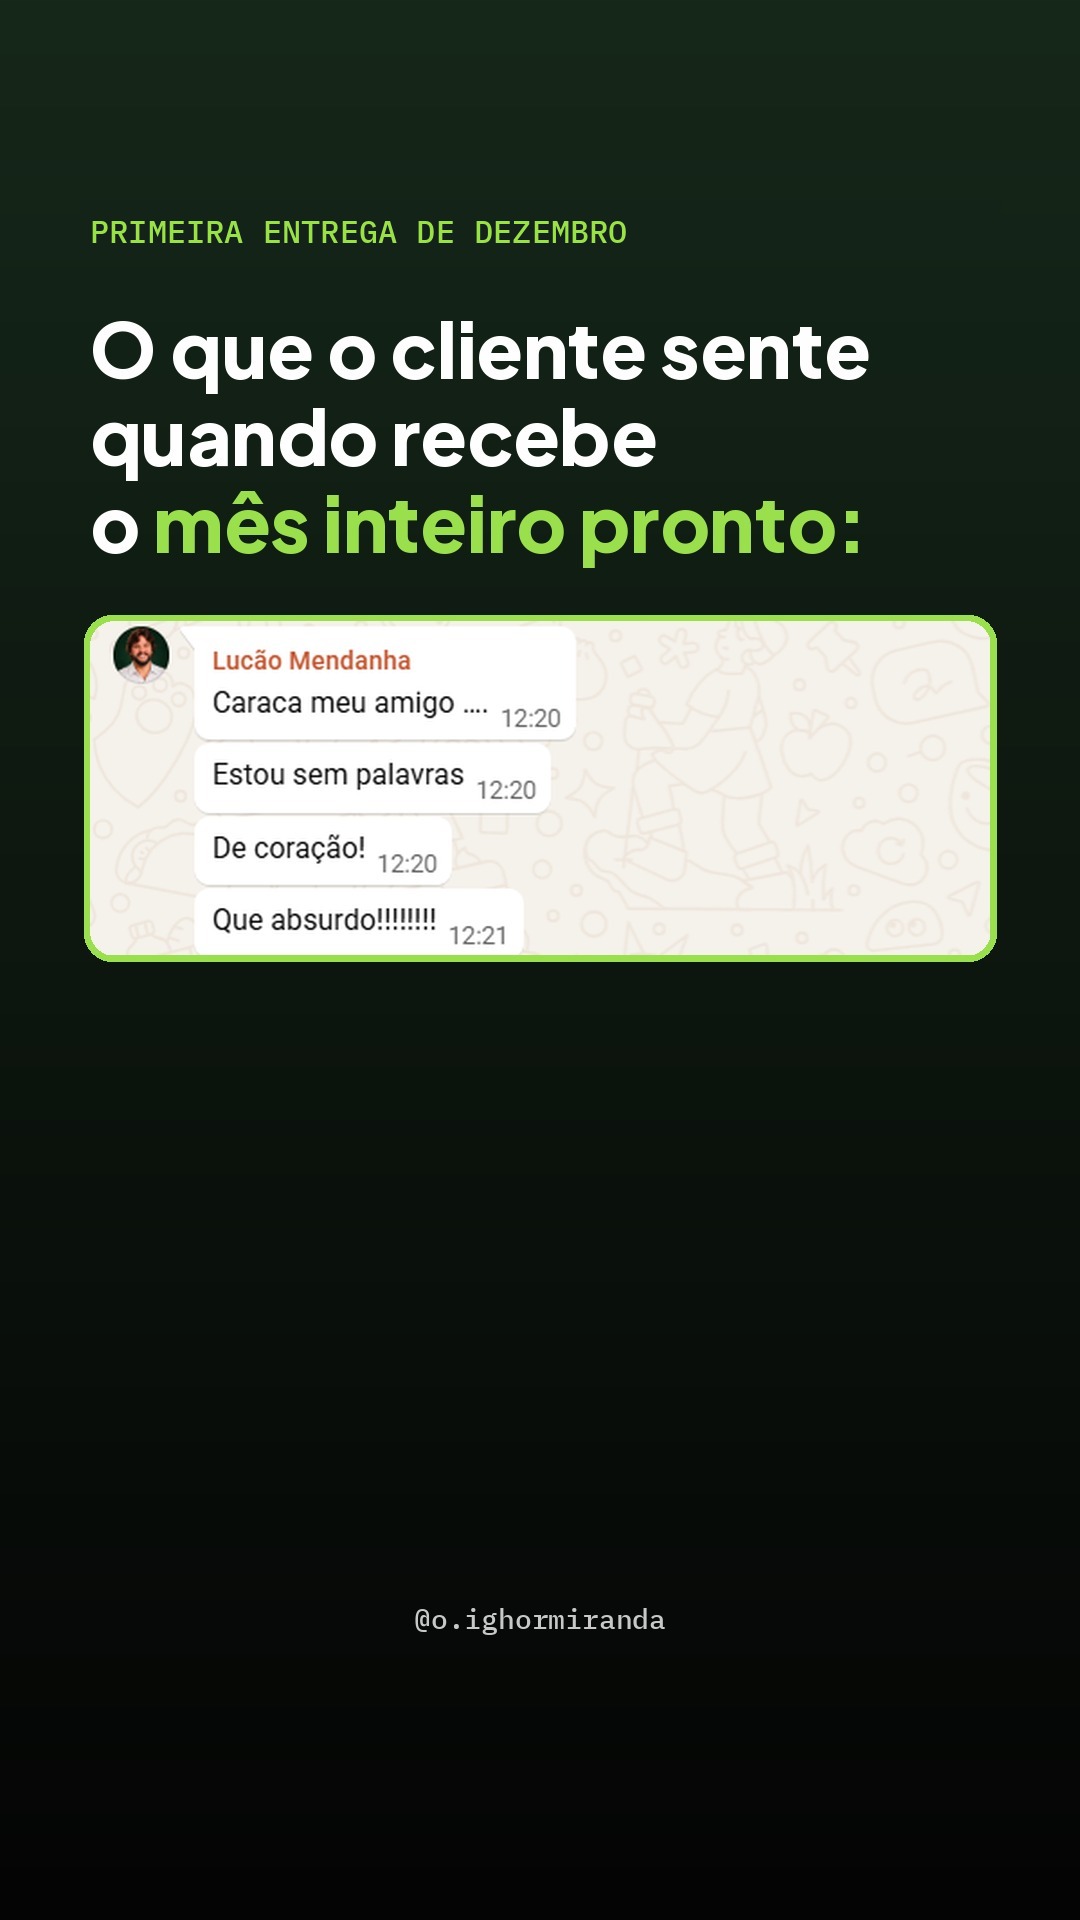 PRIMEIRA ENTREGA DE DEZEMBRO
O que o cliente sente
quando recebe
o mês inteiro pronto:
Lucão Mendanha
Caraca meu amigo .... 12:20
Estou sem palavras 12:20
De coração! 12:20
Que absurdo!!!!!!!! 12:21
@o.ighormiranda